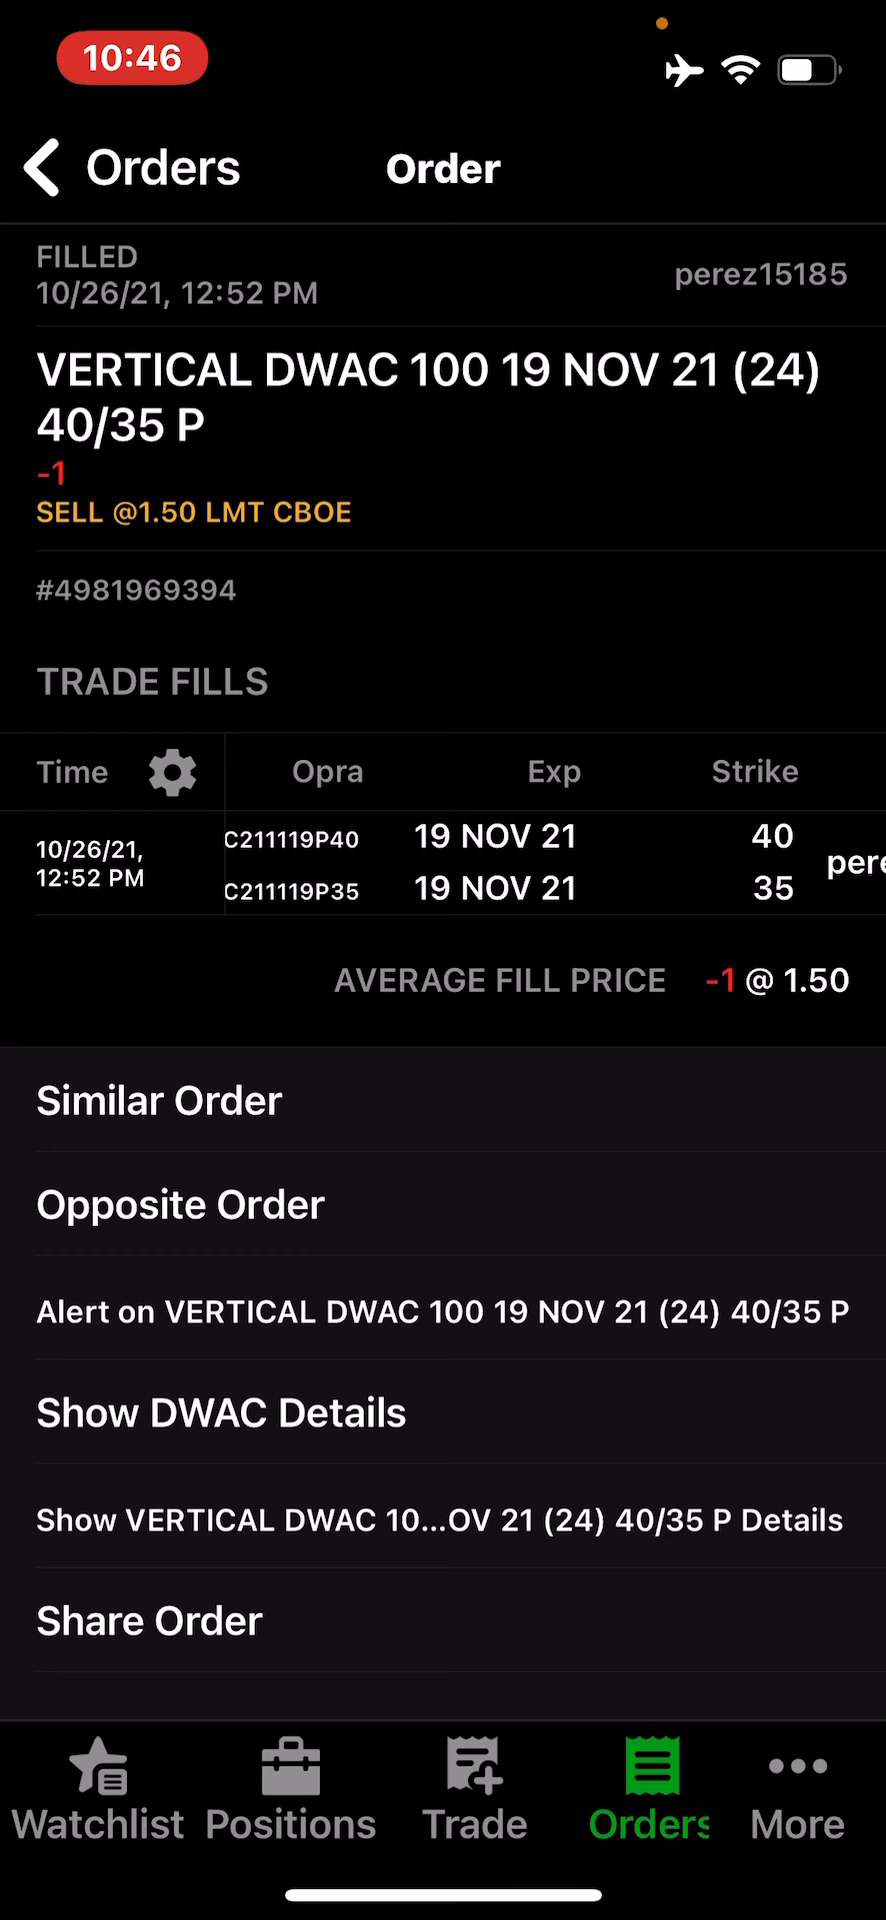 10:46
Orders
Order
FILLED
10/26/21, 12:52 PM
perez15185
VERTICAL DWAC 100 19 NOV 21 (24)
40/35 P
-1
SELL @1.50 LMT CBOE
#4981969394
TRADE FILLS
Time Opra Exp Strike
10/26/21,
12:52 PM
C211119P40 19 NOV 21 40
C211119P35 19 NOV 21 35
pere
AVERAGE FILL PRICE -1 @ 1.50
Similar Order
Opposite Order
Alert on VERTICAL DWAC 100 19 NOV 21 (24) 40/35 P
Show DWAC Details
Show VERTICAL DWAC 10...OV 21 (24) 40/35 P Details
Share Order
Watchlist Positions Trade Orders More